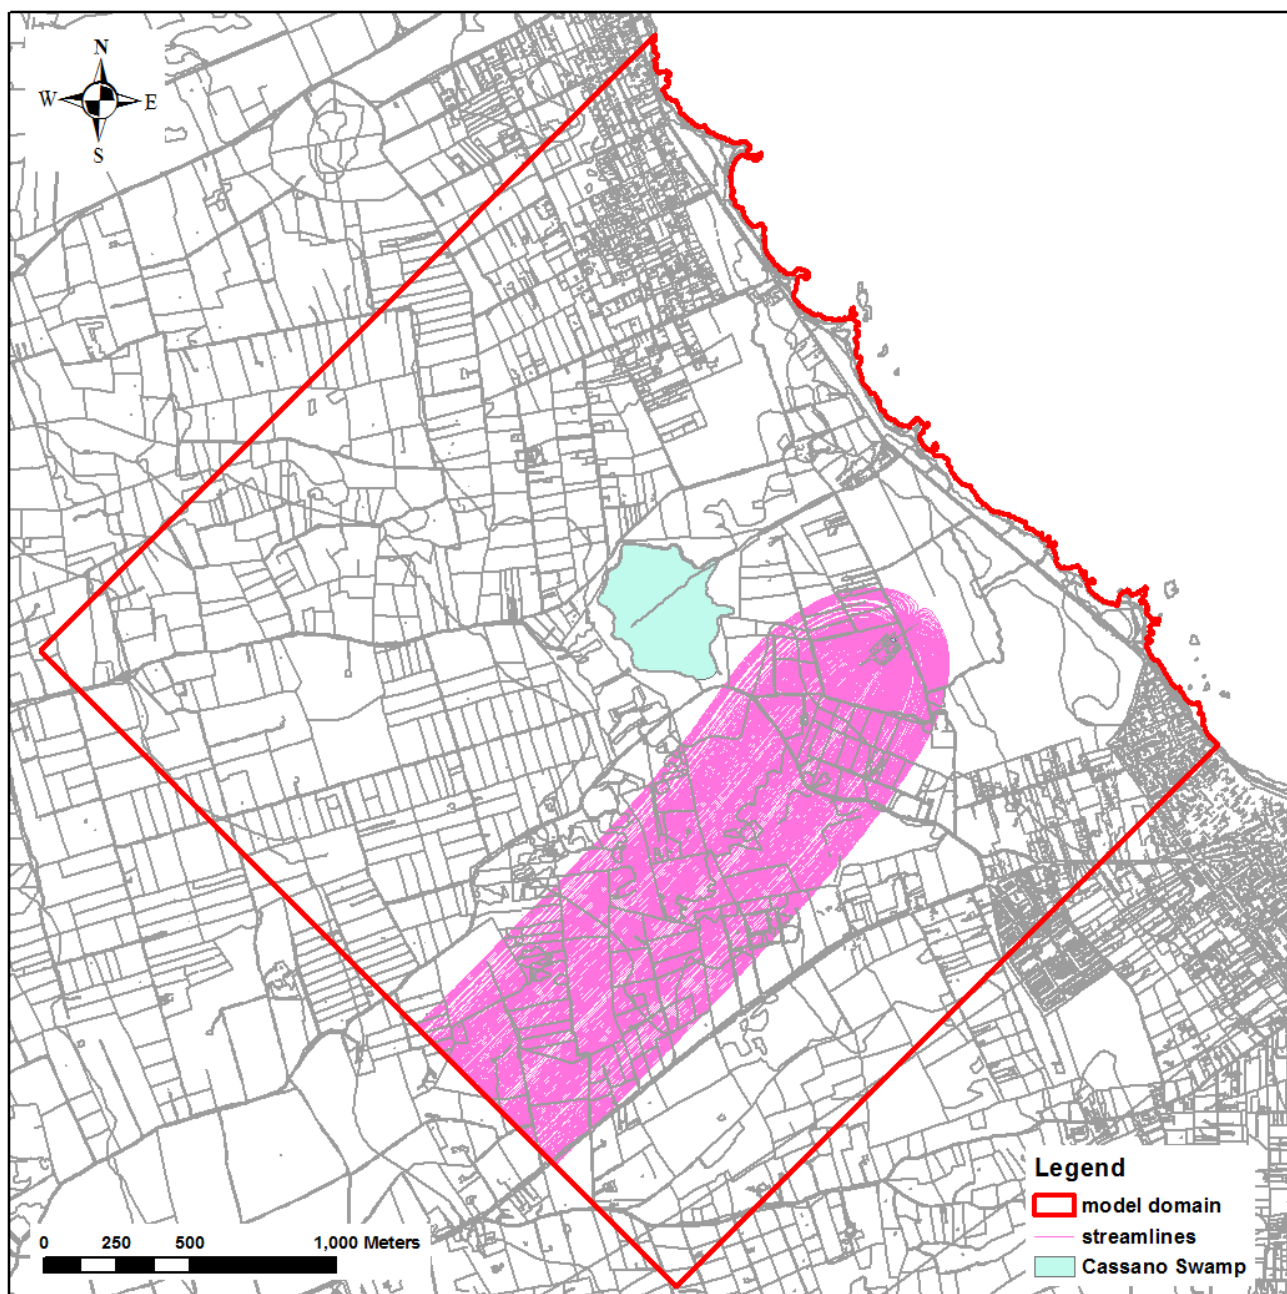 N
W E
S
Legend
model domain
streamlines
Cassano Swamp
0 250 500 1,000 Meters